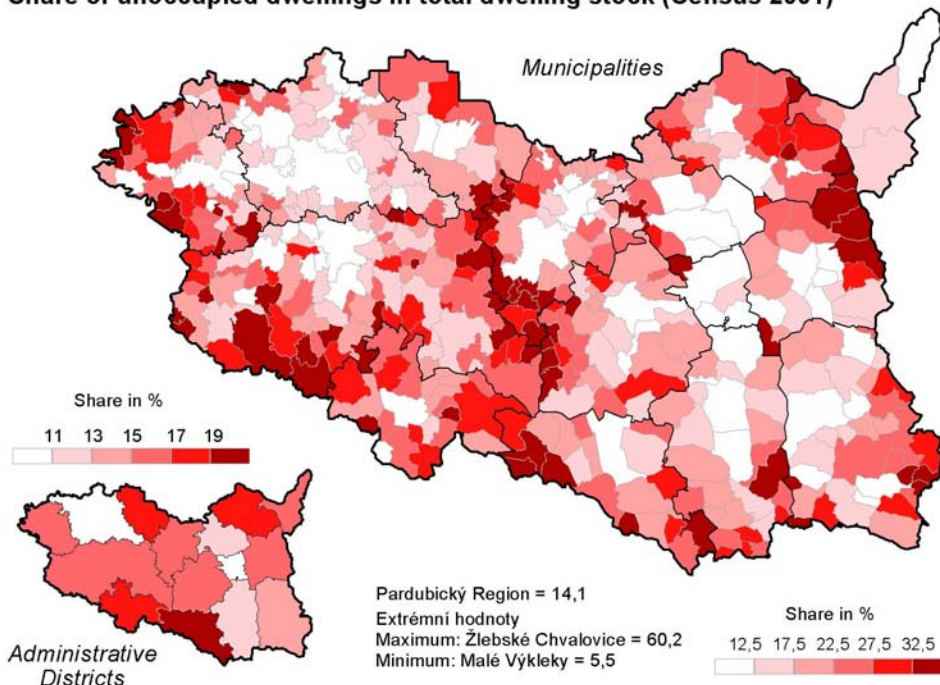 Share of unoccupied dwellings in total dwelling stock (Census 2001)
Municipalities
Share in %
11 13 15 17 19
Administrative
Districts
Pardubický Region = 14,1
Extrémní hodnoty
Maximum: Žlebské Chvalovice = 60,2
Minimum: Malé Výkleky = 5,5
Share in %
12,5 17,5 22,5 27,5 32,5